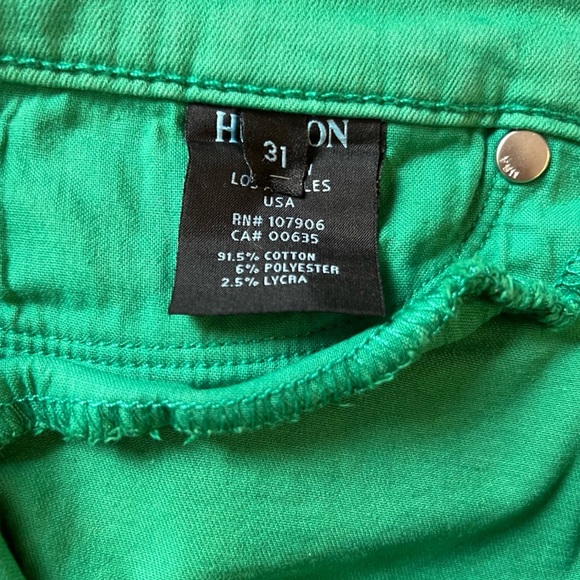 31
USA
RN# 107906
CA# 00635
91.5% COTTON
6% POLYESTER
2.5% LYCRA